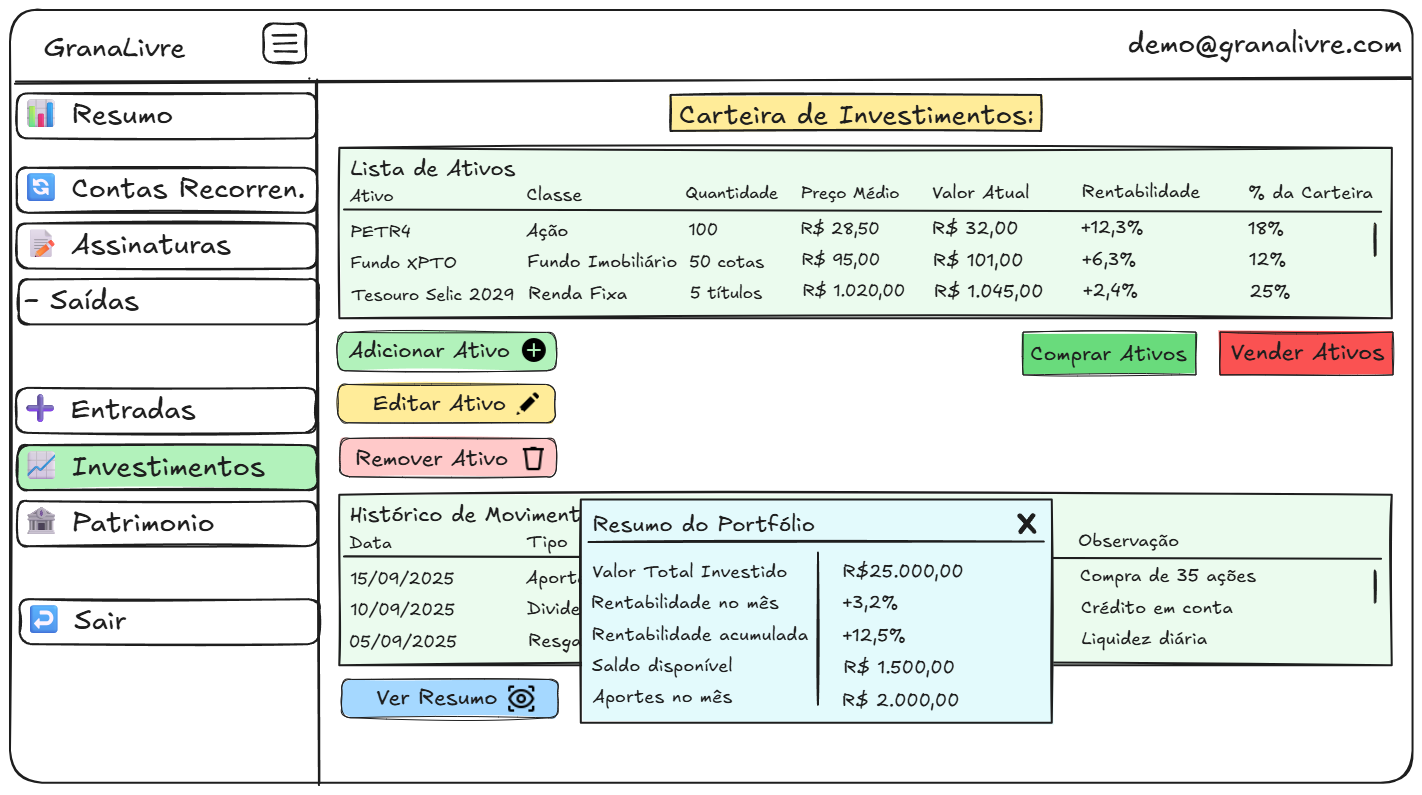 GranaLivre
demo@granalivre.com
Resumo
Contas Recorren.
Assinaturas
- Saídas
Entradas
Investimentos
Patrimonio
Sair
Carteira de Investimentos:
Lista de Ativos
Ativo Classe Quantidade Preço Médio Valor Atual Rentabilidade % da Carteira
PETR4 Ação 100 R$ 28,50 R$ 32,00 +12,3% 18%
Fundo XPTO Fundo Imobiliário 50 cotas R$ 95,00 R$ 101,00 +6,3% 12%
Tesouro Selic 2029 Renda Fixa 5 títulos R$ 1.020,00 R$ 1.045,00 +2,4% 25%
Adicionar Ativo
Comprar Ativos
Vender Ativos
Editar Ativo
Remover Ativo
Histórico de Moviment
Data Tipo Observação
15/09/2025 Aport Compra de 35 ações
10/09/2025 Divide Crédito em conta
05/09/2025 Resga Liquidez diária
Resumo do Portfólio
Valor Total Investido R$25.000,00
Rentabilidade no mês +3,2%
Rentabilidade acumulada +12,5%
Saldo disponível R$ 1.500,00
Aportes no mês R$ 2.000,00
Ver Resumo